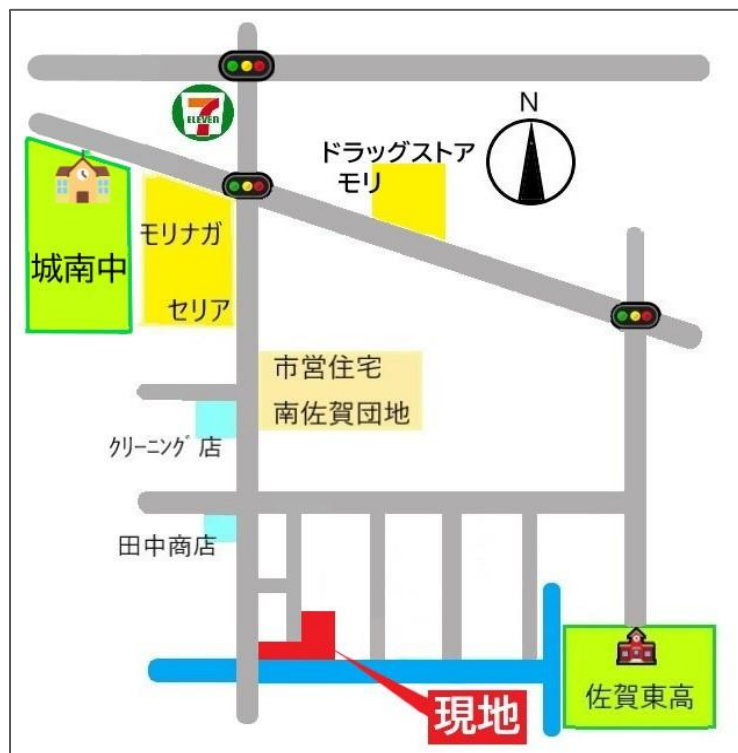 7
ELEVEN
N
ドラッグストア
モリ
城南中
モリナガ
セリア
市営住宅
南佐賀団地
クリーニング店
田中商店
佐賀東高
現地